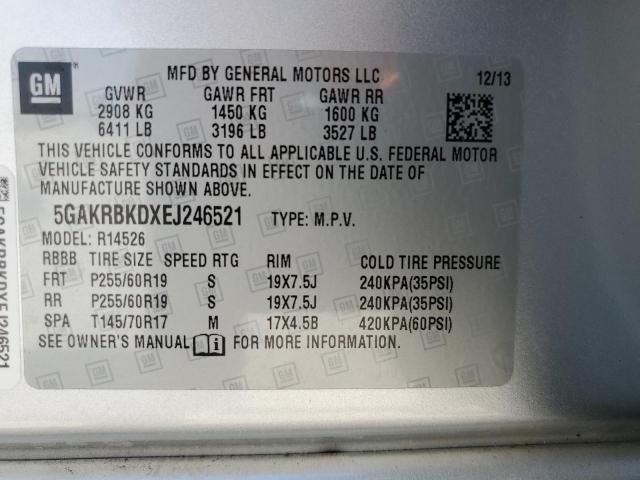 GM
MFD BY GENERAL MOTORS LLC 12/13
GVWR GAWR FRT GAWR RR
2908 KG 1450 KG 1600 KG
6411 LB 3196 LB 3527 LB
THIS VEHICLE CONFORMS TO ALL APPLICABLE U.S. FEDERAL MOTOR
VEHICLE SAFETY STANDARDS IN EFFECT ON THE DATE OF
MANUFACTURE SHOWN ABOVE.
5GAKRBKDXEJ246521 TYPE: M.P.V.
MODEL: R14526
RBBB TIRE SIZE SPEED RTG RIM COLD TIRE PRESSURE
FRT P255/60R19 S 19X7.5J 240KPA(35PSI)
RR P255/60R19 S 19X7.5J 240KPA(35PSI)
SPA T145/70R17 M 17X4.5B 420KPA(60PSI)
SEE OWNER'S MANUAL FOR MORE INFORMATION.
5GAKRBKDXEJ246521